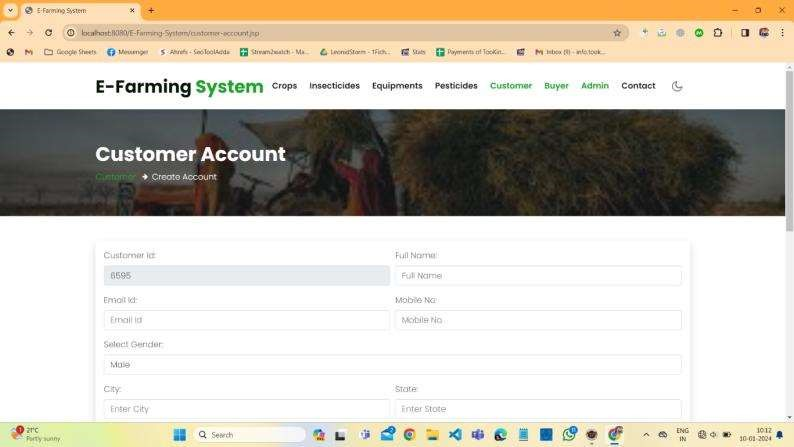 E-Farming System
localhost:8080/E-Farming-System/customer-account.jsp
Google Sheets Messenger Ahrefs - SeoToolAdda Stream2watch - Ma... LeonidStorm - 1Fich... Stats Payments of TooKin... Inbox (9) - info.took...
E-Farming System Crops Insecticides Equipments Pesticides Customer Buyer Admin Contact
Customer Account
Customer → Create Account
Customer Id: Full Name:
6595 Full Name
Email Id: Mobile No:
Email Id Mobile No
Select Gender:
Male
City: State:
Enter City Enter State
21°C Search ENG 10:12
Partly sunny IN 10-01-2024